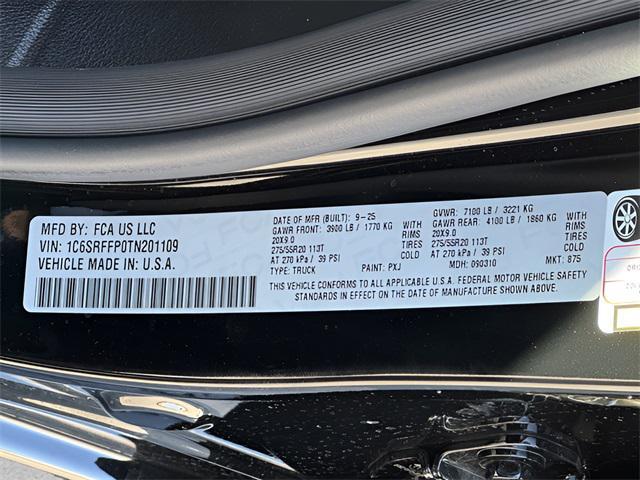 MFD BY: FCA US LLC
VIN: 1C6SRFFP0TN201109
VEHICLE MADE IN: U.S.A.
DATE OF MFR (BUILT): 9-25
GAWR FRONT: 3900 LB / 1770 KG WITH
20X9.0 RIMS
275/55R20 113T TIRES
AT 270 kPa / 39 PSI COLD
TYPE: TRUCK PAINT: PXJ
GVWR: 7100 LB / 3221 KG
GAWR REAR: 4100 LB / 1860 KG WITH
20X9.0 RIMS
275/55R20 113T TIRES
AT 270 kPa / 39 PSI COLD
MDH: 090310 MKT: 875
THIS VEHICLE CONFORMS TO ALL APPLICABLE U.S.A. FEDERAL MOTOR VEHICLE SAFETY
STANDARDS IN EFFECT ON THE DATE OF MANUFACTURE SHOWN ABOVE.